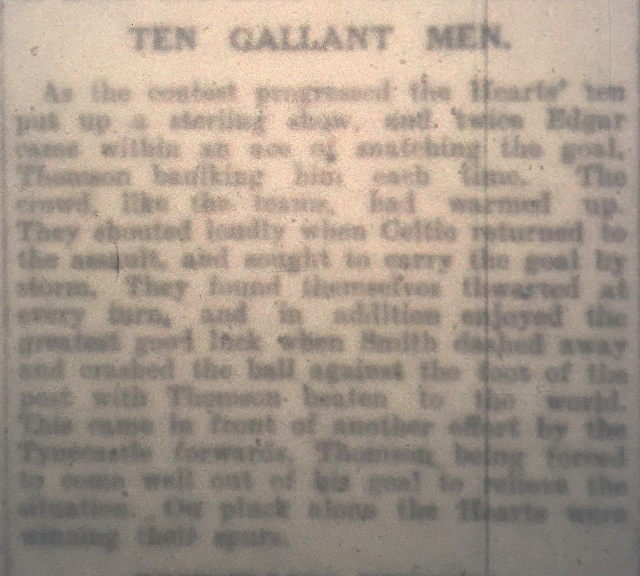 TEN GALLANT MEN.
As the contest progressed the Hearts' ten
put up a sterling show, and twice Edgar
came within an ace of snatching the goal,
Thomson baulking him each time. The
crowd, like the teams, had warmed up.
They shouted loudly when Celtic returned to
the assault, and sought to carry the goal by
storm. They found themselves thwarted at
every turn, and in addition enjoyed the
greatest good luck when Smith dashed away
and crashed the ball against the foot of the
post with Thomson beaten to the world.
This came in front of another effort by the
Tynecastle forwards, Thomson being forced
to come well out of his goal to relieve the
situation. On pluck alone the Hearts were
winning their spurs.